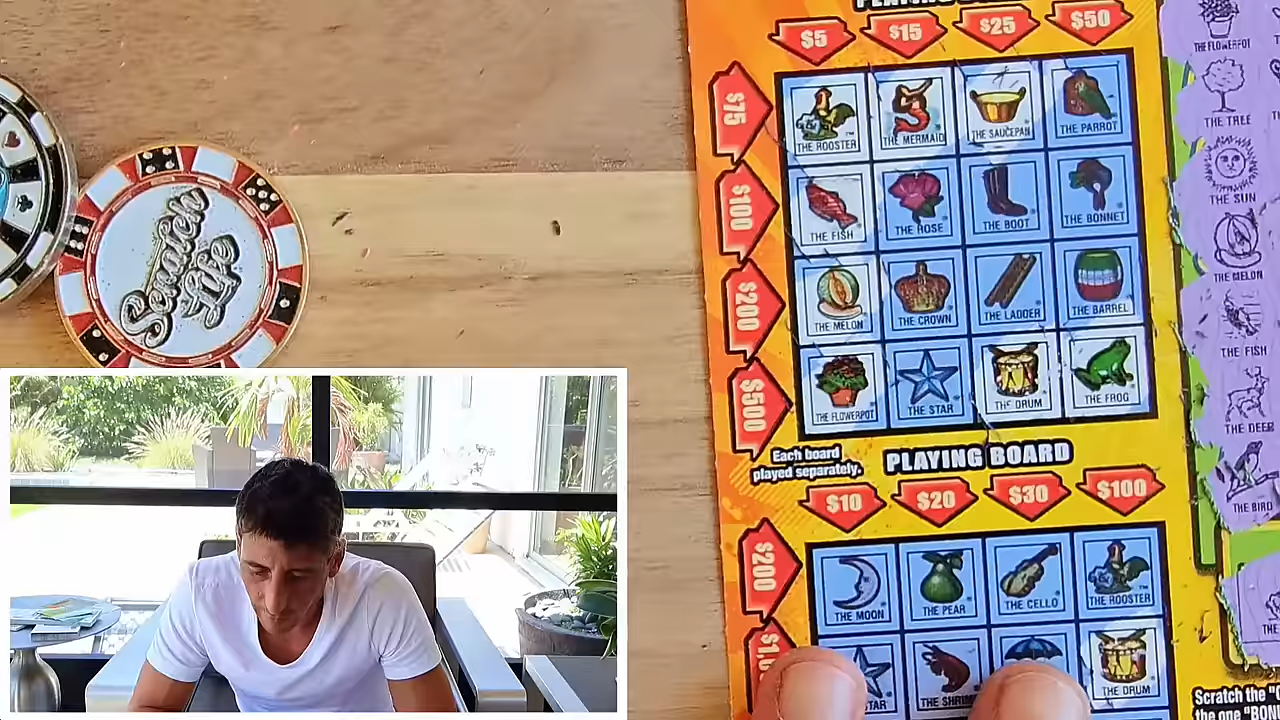 Scratch
Life
$5 $15 $25 $50
$75
THE ROOSTER THE MERMAID THE SAUCEPAN THE PARROT
$100
THE FISH THE ROSE THE BOOT THE BONNET
$200
THE MELON THE CROWN THE LADDER THE BARREL
$500
THE FLOWERPOT THE STAR THE DRUM THE FROG
Each board
played separately.
PLAYING BOARD
$10 $20 $30 $100
$200
THE MOON THE PEAR THE CELLO THE ROOSTER
THE DRUM
THE FLOWERPOT
THE TREE
THE SUN
THE MELON
THE FISH
THE DEER
THE BIRD
Scratch the
the one